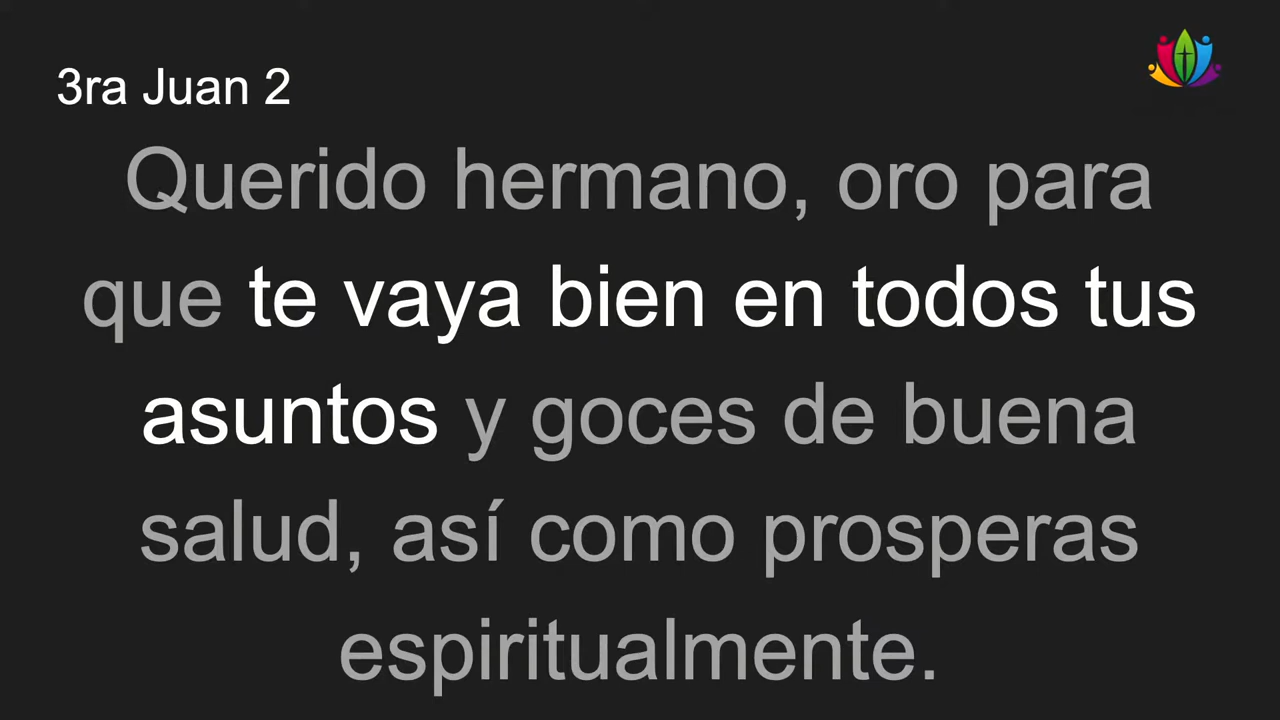 3ra Juan 2
Querido hermano, oro para
que te vaya bien en todos tus
asuntos y goces de buena
salud, así como prosperas
espiritualmente.